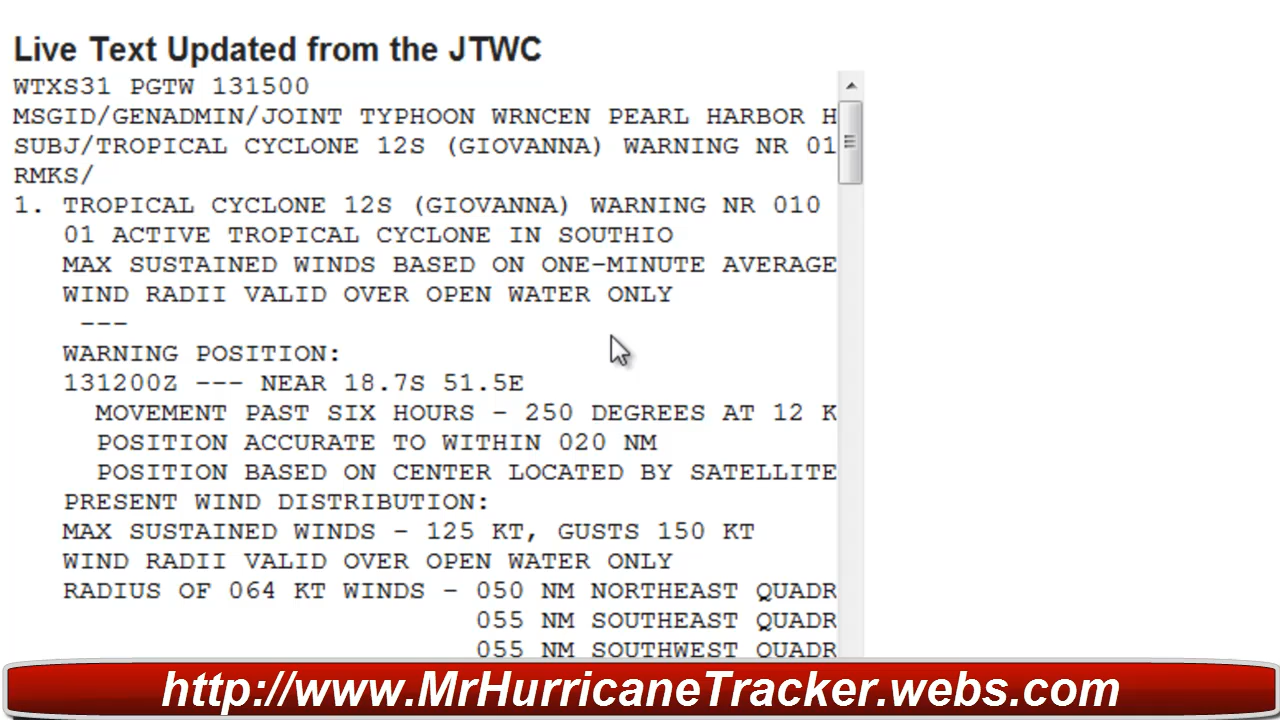 Live Text Updated from the JTWC
WTXS31 PGTW 131500
MSGID/GENADMIN/JOINT TYPHOON WRNCEN PEARL HARBOR H
SUBJ/TROPICAL CYCLONE 12S (GIOVANNA) WARNING NR 01
RMKS/
1. TROPICAL CYCLONE 12S (GIOVANNA) WARNING NR 010
01 ACTIVE TROPICAL CYCLONE IN SOUTHIO
MAX SUSTAINED WINDS BASED ON ONE-MINUTE AVERAGE
WIND RADII VALID OVER OPEN WATER ONLY
---
WARNING POSITION:
131200Z --- NEAR 18.7S 51.5E
MOVEMENT PAST SIX HOURS - 250 DEGREES AT 12 K
POSITION ACCURATE TO WITHIN 020 NM
POSITION BASED ON CENTER LOCATED BY SATELLITE
PRESENT WIND DISTRIBUTION:
MAX SUSTAINED WINDS - 125 KT, GUSTS 150 KT
WIND RADII VALID OVER OPEN WATER ONLY
RADIUS OF 064 KT WINDS - 050 NM NORTHEAST QUADR
055 NM SOUTHEAST QUADR
055 NM SOUTHWEST QUADR
http://www.MrHurricaneTracker.webs.com